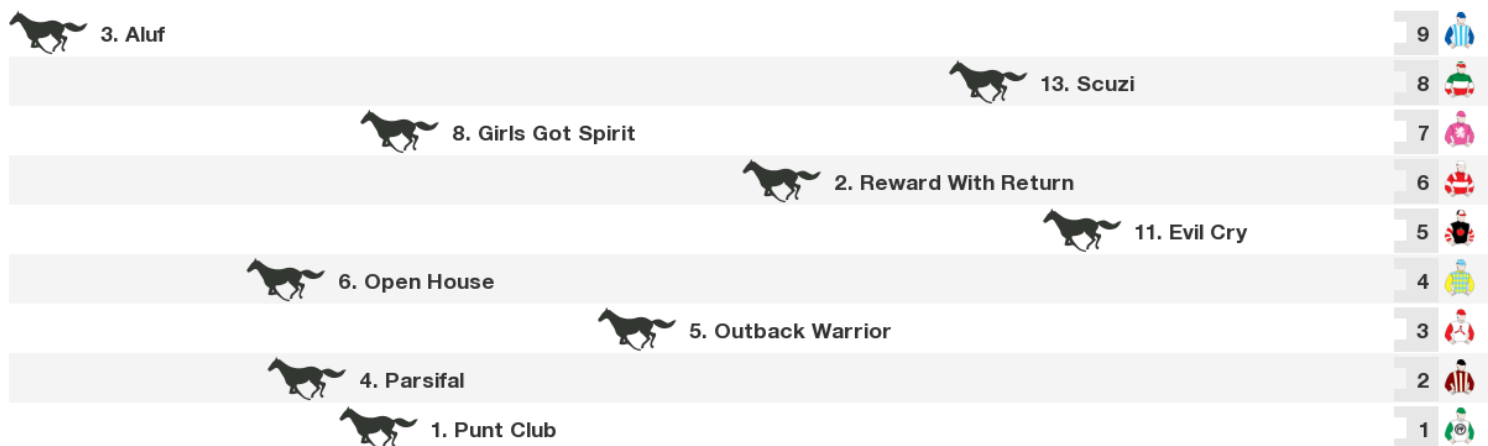 3. Aluf 9
13. Scuzi 8
8. Girls Got Spirit 7
2. Reward With Return 6
11. Evil Cry 5
6. Open House 4
5. Outback Warrior 3
4. Parsifal 2
1. Punt Club 1